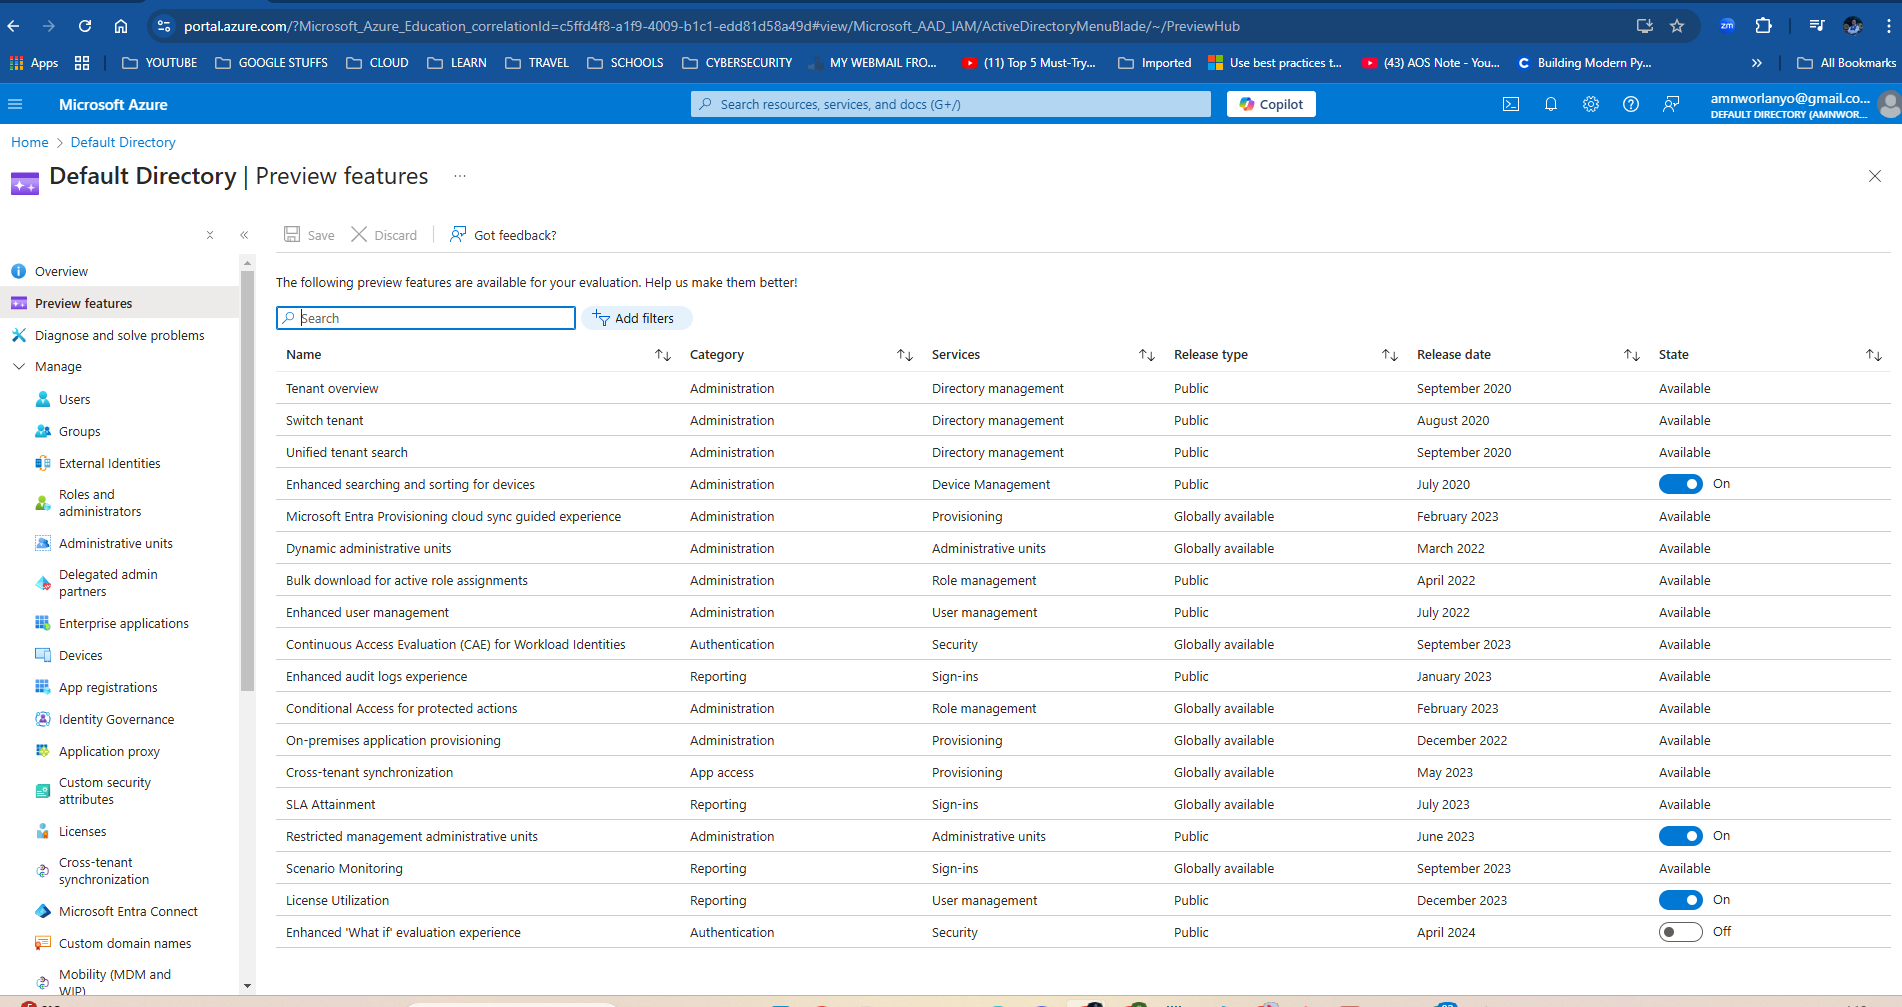 portal.azure.com/?Microsoft_Azure_Education_correlationId=c5ffd4f8-a1f9-4009-b1c1-edd81d58a49d#view/Microsoft_AAD_IAM/ActiveDirectoryMenuBlade/~/PreviewHub
zm
Apps YOUTUBE GOOGLE STUFFS CLOUD LEARN TRAVEL SCHOOLS CYBERSECURITY MY WEBMAIL FRO... (11) Top 5 Must-Try... Imported Use best practices t... (43) AOS Note - You... Building Modern Py... » All Bookmarks
Microsoft Azure
Search resources, services, and docs (G+/)
Copilot
amnworlanyo@gmail.co...
DEFAULT DIRECTORY (AMNWOR...
Home > Default Directory
Default Directory | Preview features ...
Save Discard Got feedback?
Overview
Preview features
Diagnose and solve problems
Manage
Users
Groups
External Identities
Roles and
administrators
Administrative units
Delegated admin
partners
Enterprise applications
Devices
App registrations
Identity Governance
Application proxy
Custom security
attributes
Licenses
Cross-tenant
synchronization
Microsoft Entra Connect
Custom domain names
Mobility (MDM and
WIP)
The following preview features are available for your evaluation. Help us make them better!
Search
Add filters
Name Category Services Release type Release date State
Tenant overview Administration Directory management Public September 2020 Available
Switch tenant Administration Directory management Public August 2020 Available
Unified tenant search Administration Directory management Public September 2020 Available
Enhanced searching and sorting for devices Administration Device Management Public July 2020 On
Microsoft Entra Provisioning cloud sync guided experience Administration Provisioning Globally available February 2023 Available
Dynamic administrative units Administration Administrative units Globally available March 2022 Available
Bulk download for active role assignments Administration Role management Public April 2022 Available
Enhanced user management Administration User management Public July 2022 Available
Continuous Access Evaluation (CAE) for Workload Identities Authentication Security Globally available September 2023 Available
Enhanced audit logs experience Reporting Sign-ins Public January 2023 Available
Conditional Access for protected actions Administration Role management Globally available February 2023 Available
On-premises application provisioning Administration Provisioning Globally available December 2022 Available
Cross-tenant synchronization App access Provisioning Globally available May 2023 Available
SLA Attainment Reporting Sign-ins Globally available July 2023 Available
Restricted management administrative units Administration Administrative units Public June 2023 On
Scenario Monitoring Reporting Sign-ins Globally available September 2023 Available
License Utilization Reporting User management Public December 2023 On
Enhanced 'What if' evaluation experience Authentication Security Public April 2024 Off